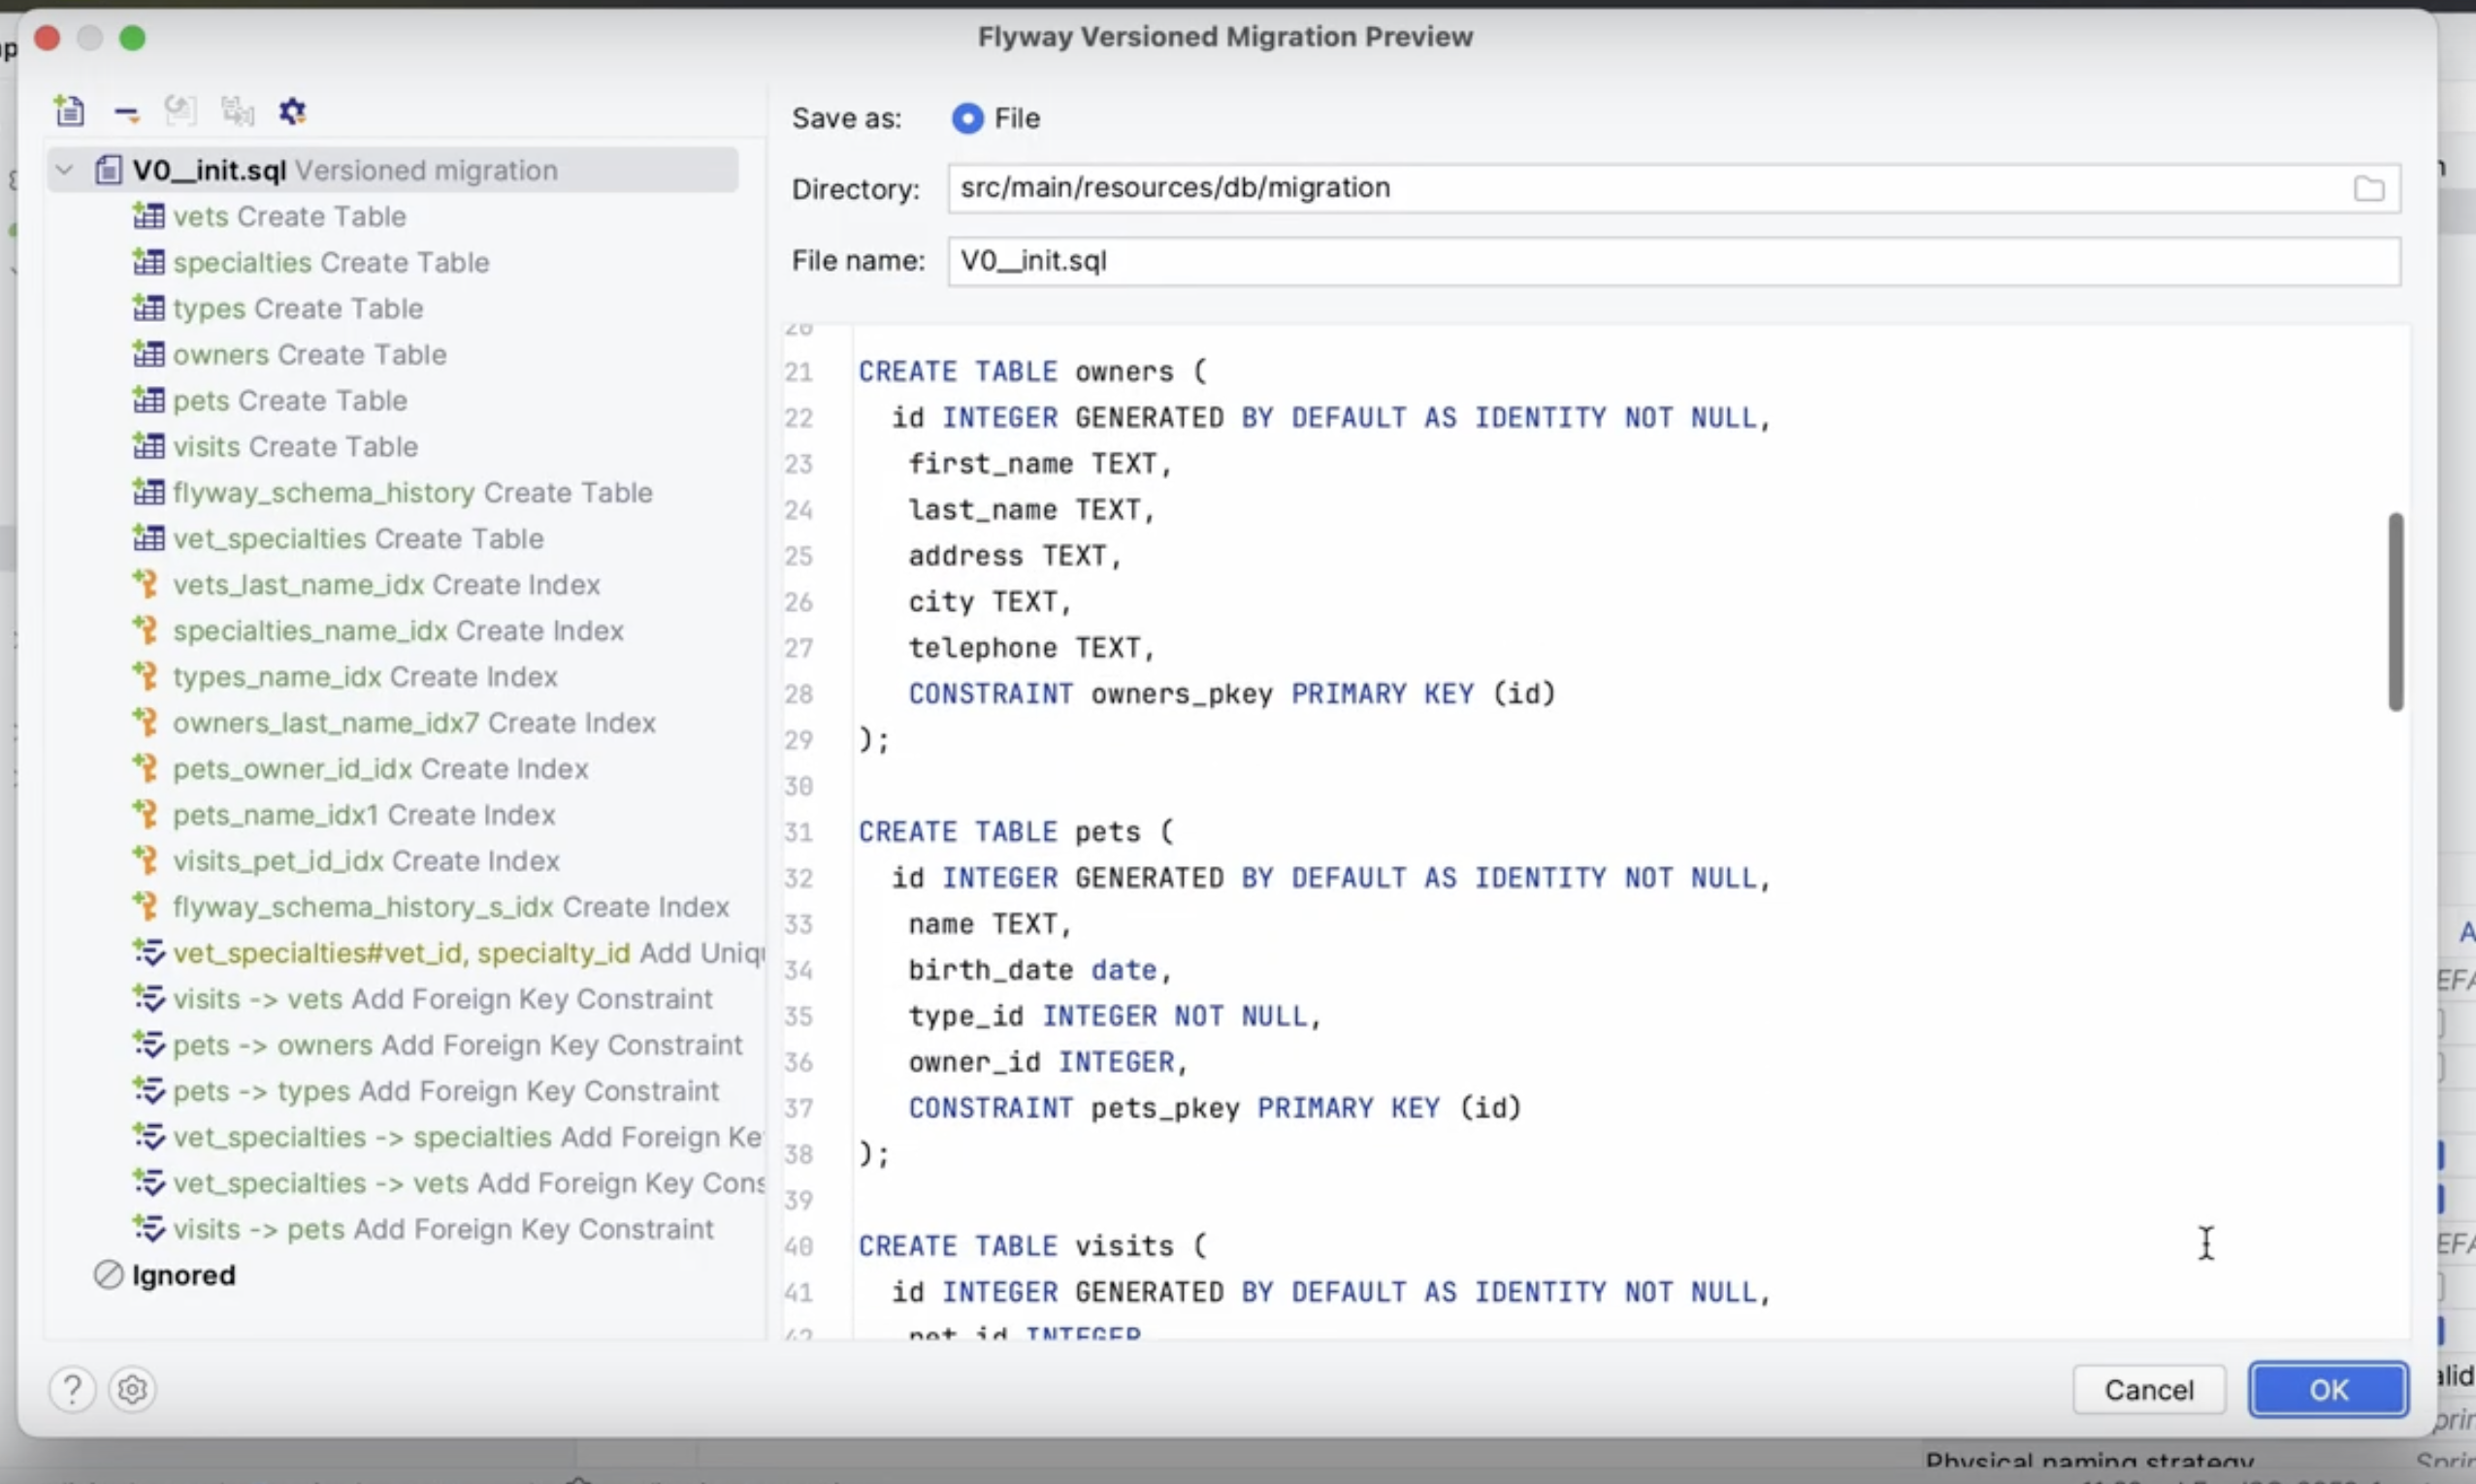 Flyway Versioned Migration Preview
V0__init.sql Versioned migration
vets Create Table
specialties Create Table
types Create Table
owners Create Table
pets Create Table
visits Create Table
flyway_schema_history Create Table
vet_specialties Create Table
vets_last_name_idx Create Index
specialties_name_idx Create Index
types_name_idx Create Index
owners_last_name_idx7 Create Index
pets_owner_id_idx Create Index
pets_name_idx1 Create Index
visits_pet_id_idx Create Index
flyway_schema_history_s_idx Create Index
vet_specialties#vet_id, specialty_id Add Uniq
visits -> vets Add Foreign Key Constraint
pets -> owners Add Foreign Key Constraint
pets -> types Add Foreign Key Constraint
vet_specialties -> specialties Add Foreign Ke
vet_specialties -> vets Add Foreign Key Cons
visits -> pets Add Foreign Key Constraint
Ignored
Save as: File
Directory: src/main/resources/db/migration
File name: V0__init.sql
20
21 CREATE TABLE owners (
22 id INTEGER GENERATED BY DEFAULT AS IDENTITY NOT NULL,
23 first_name TEXT,
24 last_name TEXT,
25 address TEXT,
26 city TEXT,
27 telephone TEXT,
28 CONSTRAINT owners_pkey PRIMARY KEY (id)
29 );
30
31 CREATE TABLE pets (
32 id INTEGER GENERATED BY DEFAULT AS IDENTITY NOT NULL,
33 name TEXT,
34 birth_date date,
35 type_id INTEGER NOT NULL,
36 owner_id INTEGER,
37 CONSTRAINT pets_pkey PRIMARY KEY (id)
38 );
39
40 CREATE TABLE visits (
41 id INTEGER GENERATED BY DEFAULT AS IDENTITY NOT NULL,
42 pet_id INTEGER
?
Cancel OK
Physical naming strategy